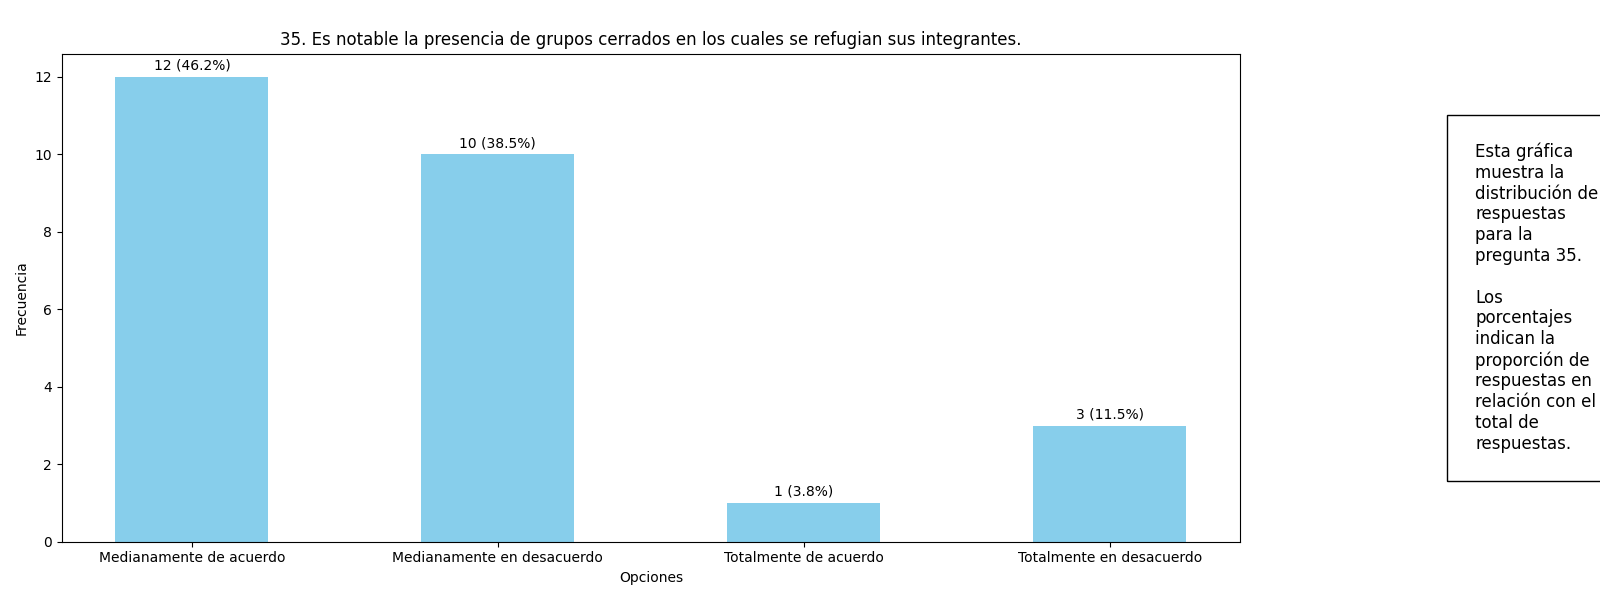 35. Es notable la presencia de grupos cerrados en los cuales se refugian sus integrantes.
12 (46.2%)
10 (38.5%)
1 (3.8%)
3 (11.5%)
Frecuencia
12
10
8
6
4
2
0
Medianamente de acuerdo
Medianamente en desacuerdo
Totalmente de acuerdo
Totalmente en desacuerdo
Opciones
Esta gráfica
muestra la
distribución de
respuestas
para la
pregunta 35.
Los
porcentajes
indican la
proporción de
respuestas en
relación con el
total de
respuestas.